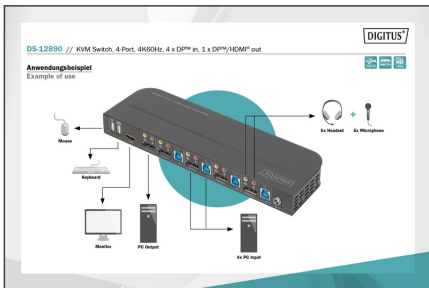 DIGITUS®
DS-12890 // KVM Switch, 4-Port, 4K60Hz, 4 x DP™ in, 1 x DP™/HDMI® out
Anwendungsbeispiel
Example of use
Mouse
Keyboard
Monitor
PC Output
4x PC Input
5x Headset
+
5x Microphone
DIGITUS